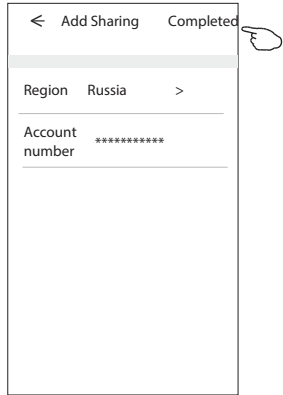 ← Add Sharing Completed
Region Russia >
Account
number ***********